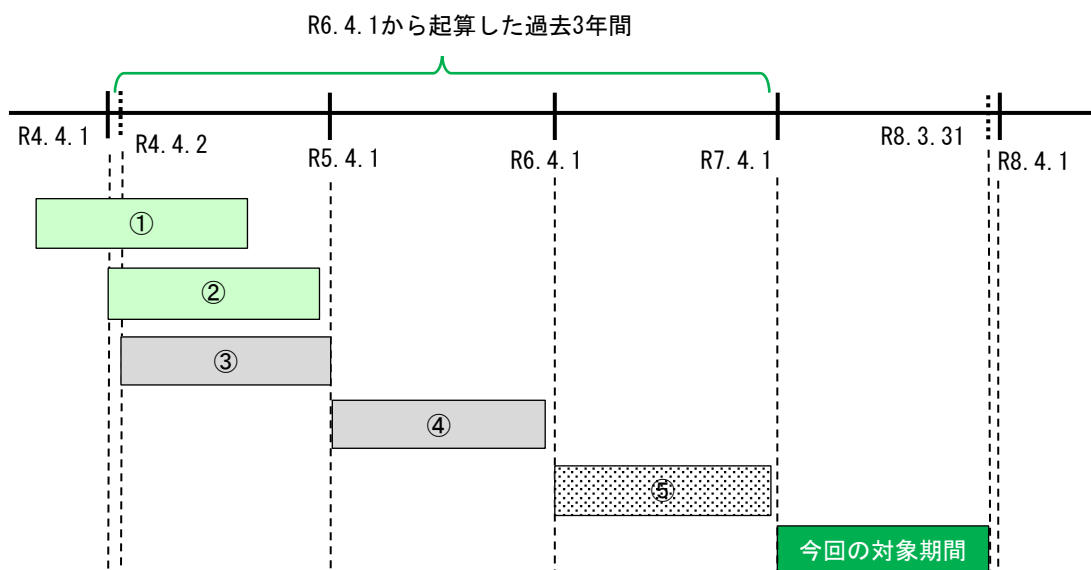 R6.4.1から起算した過去3年間
R4.4.1
R4.4.2
R5.4.1
R6.4.1
R7.4.1
R8.3.31
R8.4.1
①
②
③
④
⑤
今回の対象期間